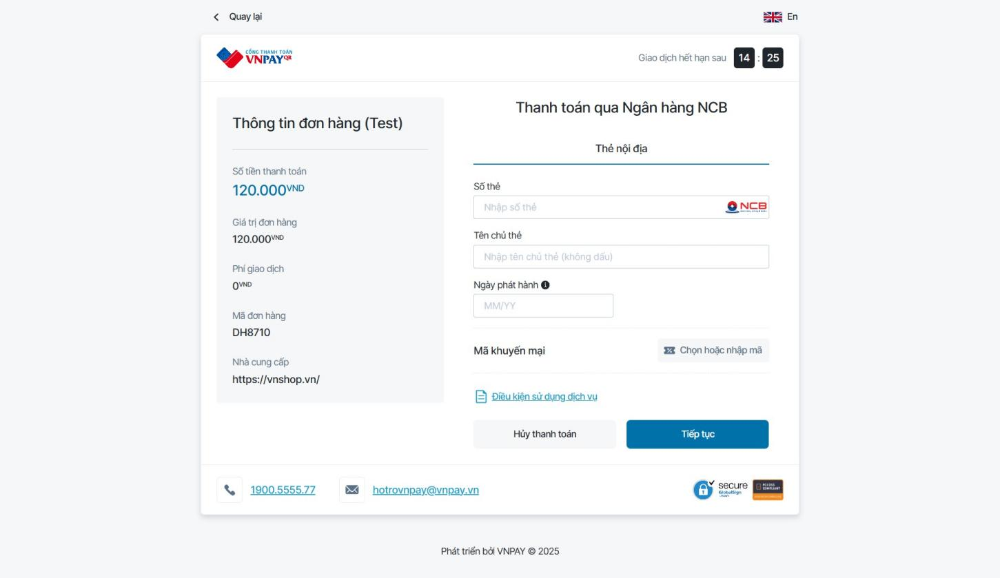 Quay lại
En
CỔNG THANH TOÁN
VNPAYQR
Giao dịch hết hạn sau 14 : 25
Thông tin đơn hàng (Test)
Số tiền thanh toán
120.000VND
Giá trị đơn hàng
120.000VND
Phí giao dịch
0VND
Mã đơn hàng
DH8710
Nhà cung cấp
https://vnshop.vn/
Thanh toán qua Ngân hàng NCB
Thẻ nội địa
Số thẻ
Nhập số thẻ
NCB
Tên chủ thẻ
Nhập tên chủ thẻ (không dấu)
Ngày phát hành
MM/YY
Mã khuyến mại
Chọn hoặc nhập mã
Điều kiện sử dụng dịch vụ
Hủy thanh toán
Tiếp tục
1900.5555.77
hotrovnpay@vnpay.vn
secure
GlobalSign
PCI DSS
COMPLIANT
Phát triển bởi VNPAY © 2025